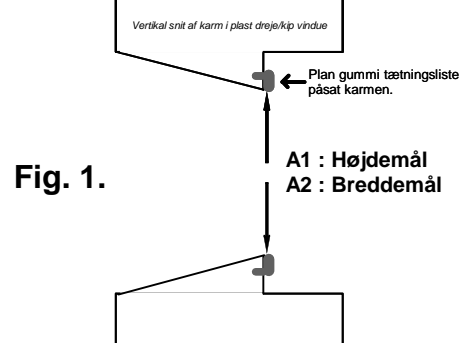 Vertikal snit af karm i plast dreje/kip vindue
Plan gummi tætningsliste
påsat karmen.
A1 : Højdemål
Fig. 1.
A2 : Breddemål